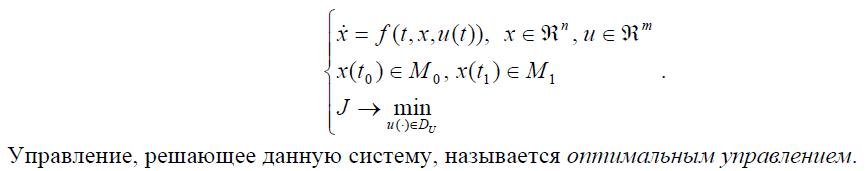 ẋ = f(t, x, u(t)), x ∈ ℜⁿ, u ∈ ℜᵐ
x(t₀) ∈ M₀, x(t₁) ∈ M₁ .
J → min
u(·)∈D_U
Управление, решающее данную систему, называется оптимальным управлением.